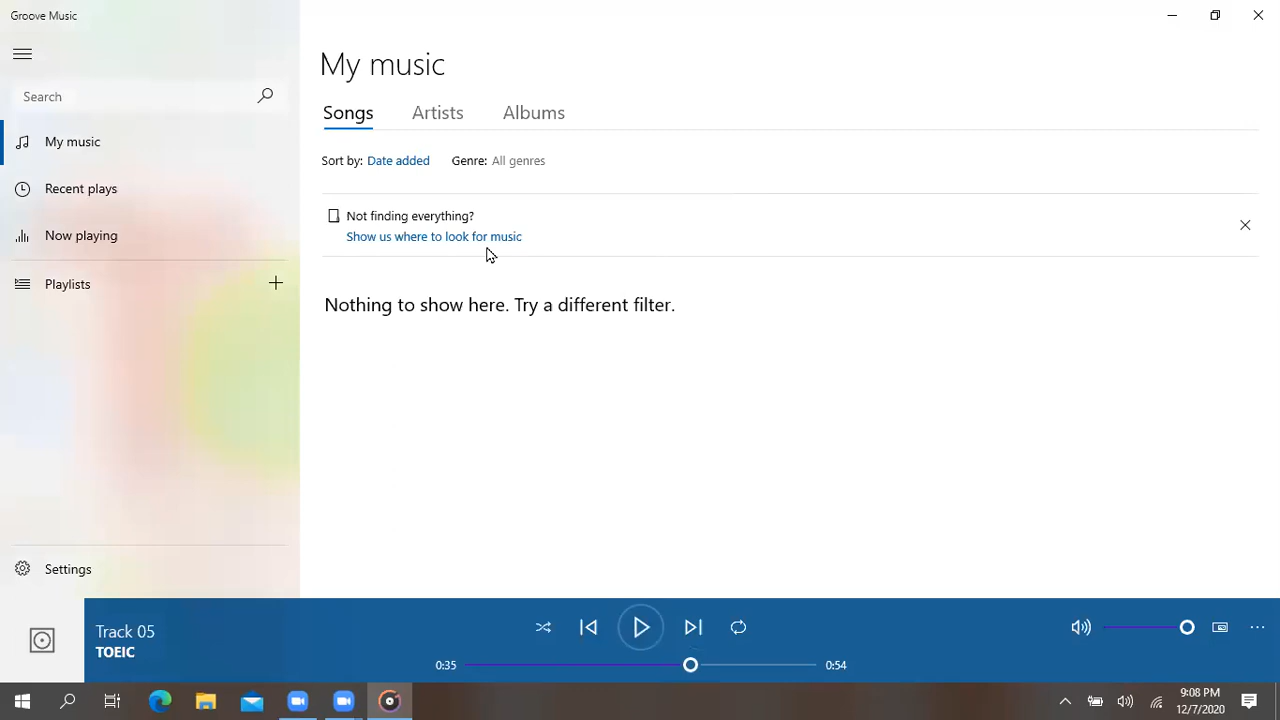 Groove Music
Search
My music
Recent plays
Now playing
Playlists
Settings
My music
Songs Artists Albums
Sort by: Date added Genre: All genres
Not finding everything?
Show us where to look for music
Nothing to show here. Try a different filter.
Track 05
TOEIC
0:35 0:54
9:08 PM
12/7/2020